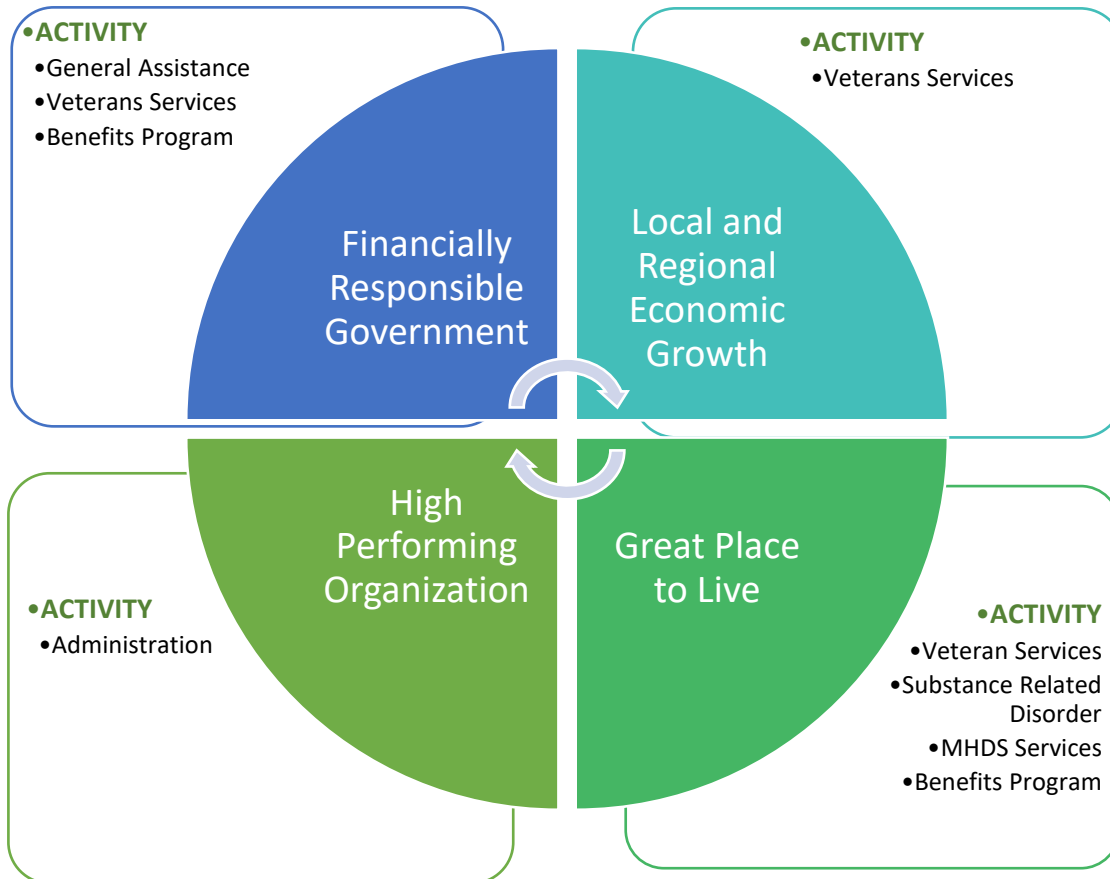 •ACTIVITY
•General Assistance
•Veterans Services
•Benefits Program
•ACTIVITY
•Veterans Services
Financially
Responsible
Government
Local and
Regional
Economic
Growth
High
Performing
Organization
Great Place
to Live
•ACTIVITY
•Administration
•ACTIVITY
•Veteran Services
•Substance Related
Disorder
•MHDS Services
•Benefits Program